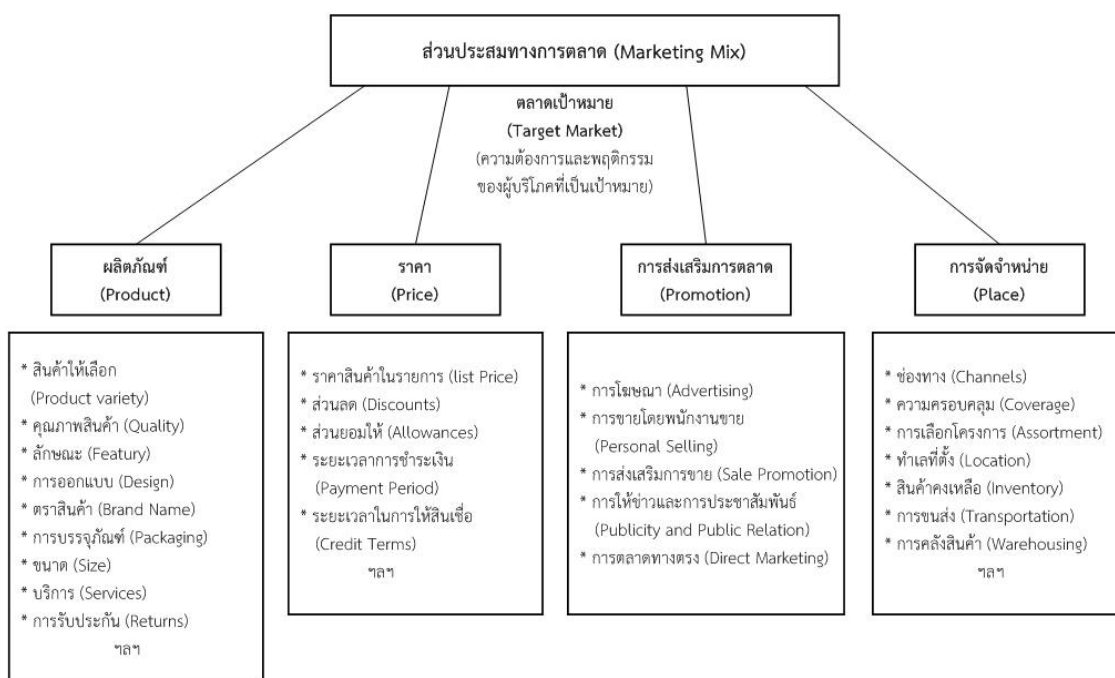 ส่วนประสมทางการตลาด (Marketing Mix)
ตลาดเป้าหมาย
(Target Market)
(ความต้องการและพฤติกรรม
ของผู้บริโภคที่เป็นเป้าหมาย)
ผลิตภัณฑ์
(Product)
ราคา
(Price)
การส่งเสริมการตลาด
(Promotion)
การจัดจำหน่าย
(Place)
* สินค้าให้เลือก
(Product variety)
* คุณภาพสินค้า (Quality)
* ลักษณะ (Featury)
* การออกแบบ (Design)
* ตราสินค้า (Brand Name)
* การบรรจุภัณฑ์ (Packaging)
* ขนาด (Size)
* บริการ (Services)
* การรับประกัน (Returns)
ฯลฯ
* ราคาสินค้าในรายการ (list Price)
* ส่วนลด (Discounts)
* ส่วนยอมให้ (Allowances)
* ระยะเวลาการชำระเงิน
(Payment Period)
* ระยะเวลาในการให้สินเชื่อ
(Credit Terms)
ฯลฯ
* การโฆษณา (Advertising)
* การขายโดยพนักงานขาย
(Personal Selling)
* การส่งเสริมการขาย (Sale Promotion)
* การให้ข่าวและการประชาสัมพันธ์
(Publicity and Public Relation)
* การตลาดทางตรง (Direct Marketing)
* ช่องทาง (Channels)
* ความครอบคลุม (Coverage)
* การเลือกโครงการ (Assortment)
* ทำเลที่ตั้ง (Location)
* สินค้าคงเหลือ (Inventory)
* การขนส่ง (Transportation)
* การคลังสินค้า (Warehousing)
ฯลฯ